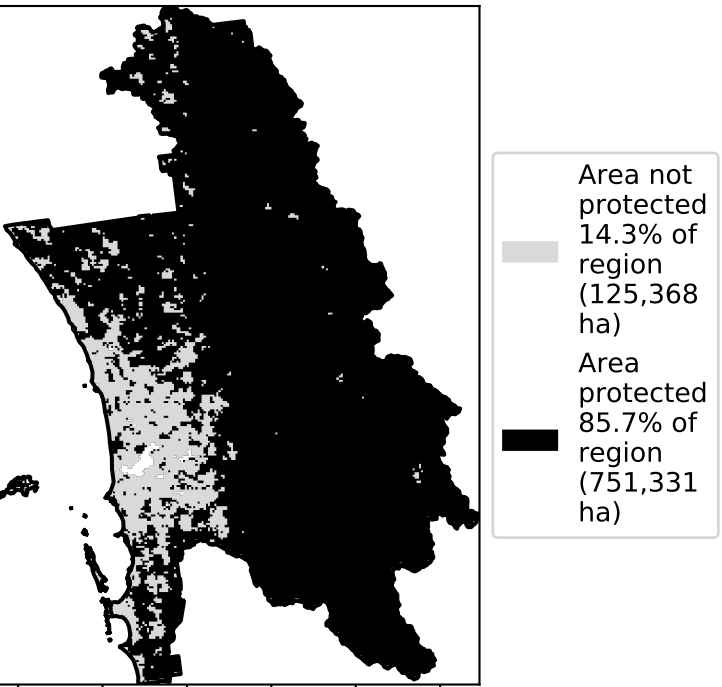 Area not
protected
14.3% of
region
(125,368
ha)
Area
protected
85.7% of
region
(751,331
ha)